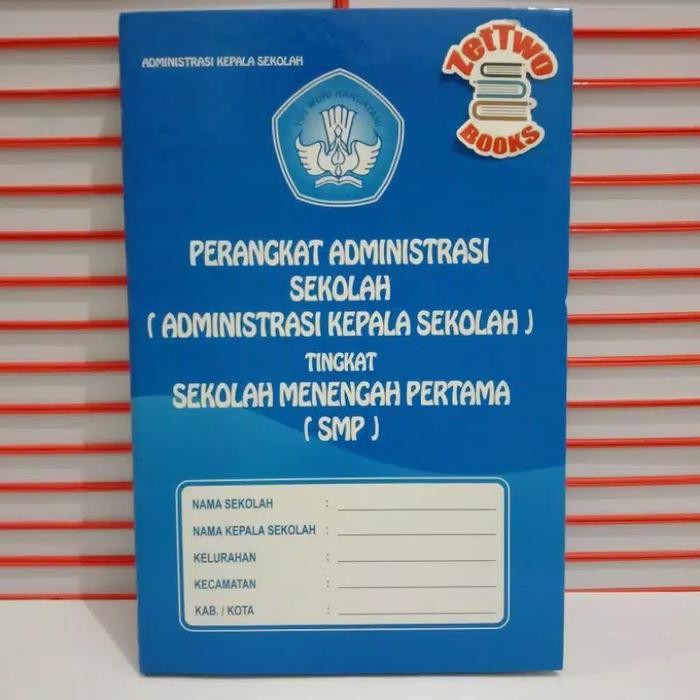 ADMINISTRASI KEPALA SEKOLAH
ZetTwo
BOOKS
TUT WURI HANDAYANI
PERANGKAT ADMINISTRASI
SEKOLAH
( ADMINISTRASI KEPALA SEKOLAH )
TINGKAT
SEKOLAH MENENGAH PERTAMA
( SMP )
NAMA SEKOLAH :
NAMA KEPALA SEKOLAH :
KELURAHAN :
KECAMATAN :
KAB. / KOTA :